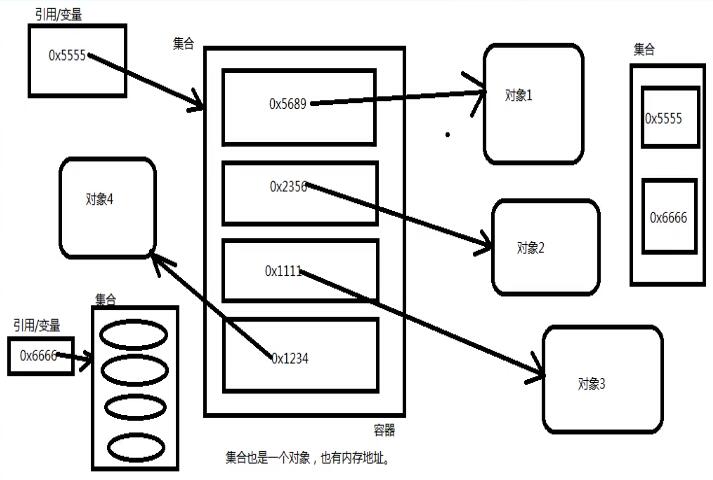 引用/变量
0x5555
集合
0x5689
对象1
集合
0x5555
0x2356
对象4
对象2
0x6666
0x1111
集合
引用/变量
0x6666
0x1234
对象3
容器
集合也是一个对象，也有内存地址。